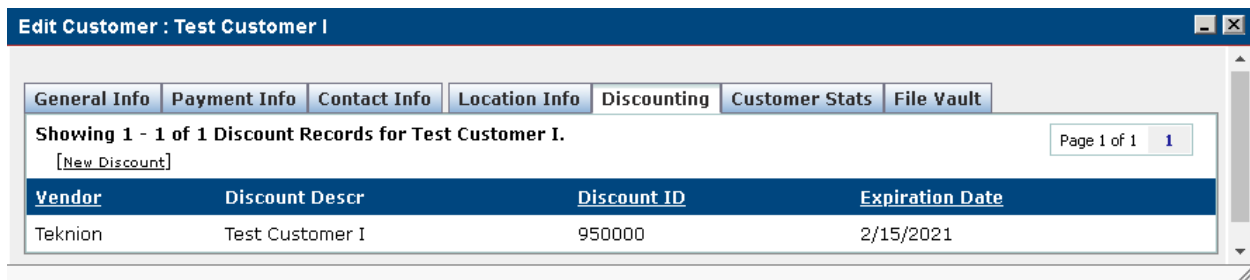 Edit Customer : Test Customer I
General Info Payment Info Contact Info Location Info Discounting Customer Stats File Vault
Showing 1 - 1 of 1 Discount Records for Test Customer I.
Page 1 of 1 1
[New Discount]
Vendor Discount Descr Discount ID Expiration Date
Teknion Test Customer I 950000 2/15/2021